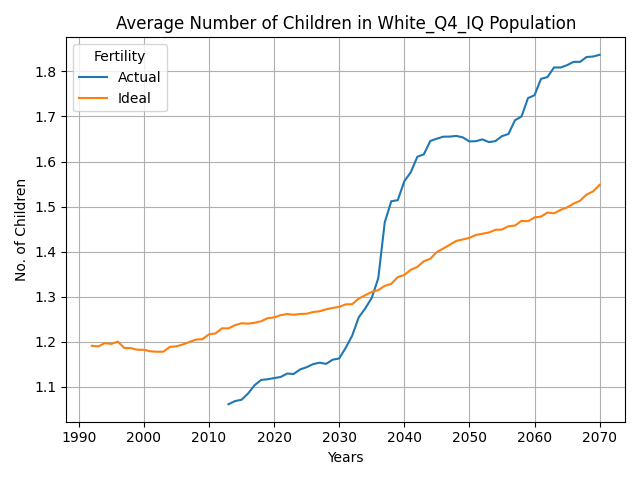 Average Number of Children in White_Q4_IQ Population
Fertility
Actual
Ideal
No. of Children
1.8
1.7
1.6
1.5
1.4
1.3
1.2
1.1
1990 2000 2010 2020 2030 2040 2050 2060 2070
Years